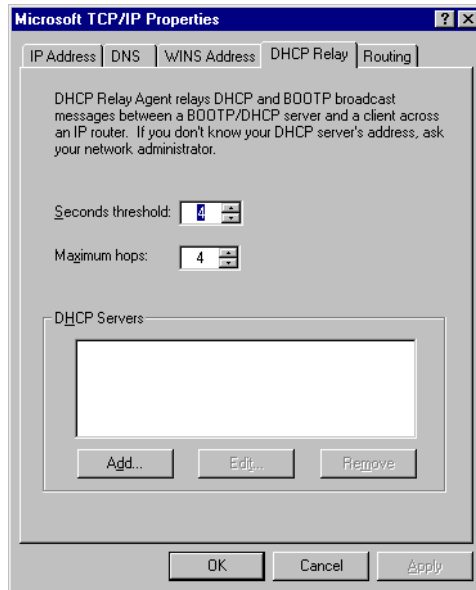 Microsoft TCP/IP Properties
IP Address DNS WINS Address DHCP Relay Routing
DHCP Relay Agent relays DHCP and BOOTP broadcast
messages between a BOOTP/DHCP server and a client across
an IP router. If you don't know your DHCP server's address, ask
your network administrator.
Seconds threshold: 4
Maximum hops: 4
DHCP Servers
Add... Edit... Remove
OK Cancel Apply